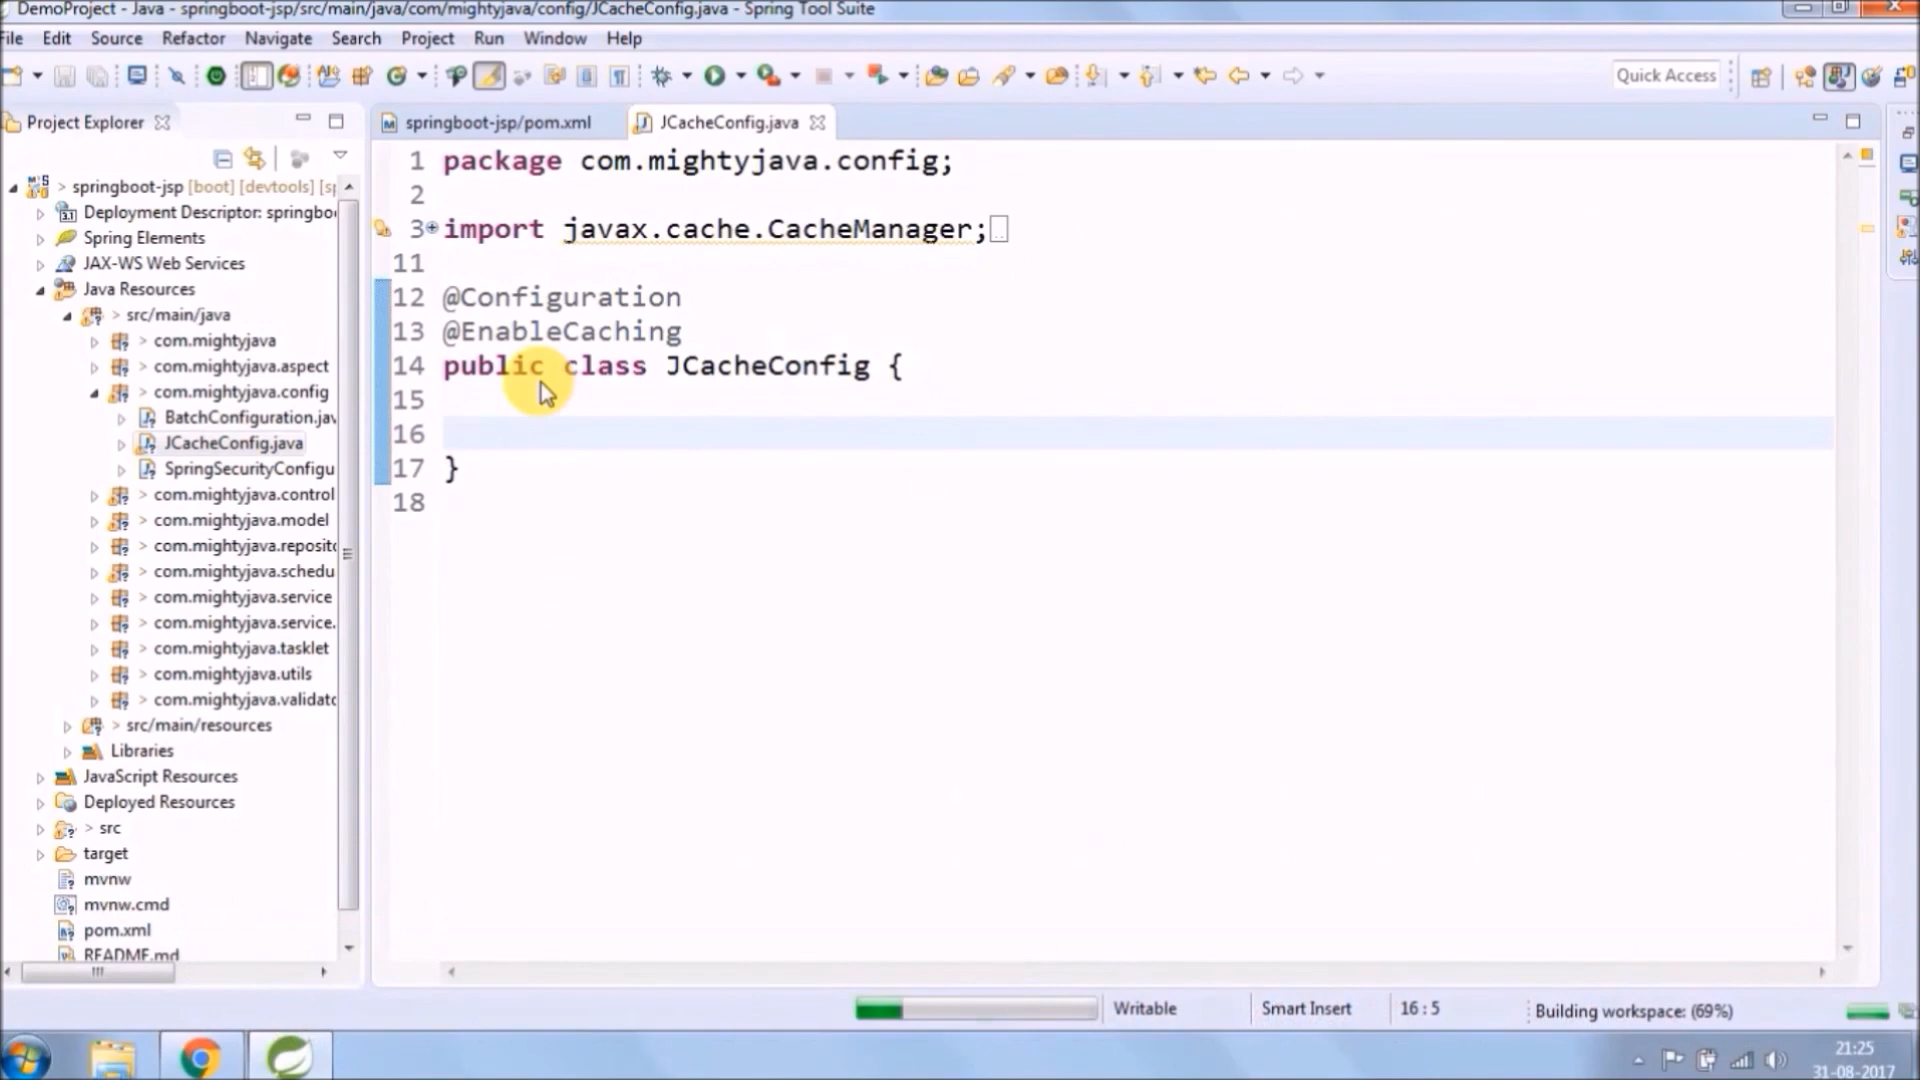 DemoProject - Java - springboot-jsp/src/main/java/com/mightyjava/config/JCacheConfig.java - Spring Tool Suite
File Edit Source Refactor Navigate Search Project Run Window Help
Quick Access
Project Explorer
springboot-jsp/pom.xml
JCacheConfig.java
> springboot-jsp [boot] [devtools] [sp
Deployment Descriptor: springboo
Spring Elements
JAX-WS Web Services
Java Resources
> src/main/java
> com.mightyjava
> com.mightyjava.aspect
> com.mightyjava.config
BatchConfiguration.jav
JCacheConfig.java
SpringSecurityConfigu
> com.mightyjava.control
> com.mightyjava.model
> com.mightyjava.reposito
> com.mightyjava.schedu
> com.mightyjava.service
> com.mightyjava.service.
> com.mightyjava.tasklet
> com.mightyjava.utils
> com.mightyjava.validato
> src/main/resources
Libraries
JavaScript Resources
Deployed Resources
> src
target
mvnw
mvnw.cmd
pom.xml
README.md
1 package com.mightyjava.config;
2
3 import javax.cache.CacheManager;
11
12 @Configuration
13 @EnableCaching
14 public class JCacheConfig {
15
16
17 }
18
Writable
Smart Insert
16 : 5
Building workspace: (69%)
21:25
31-08-2017